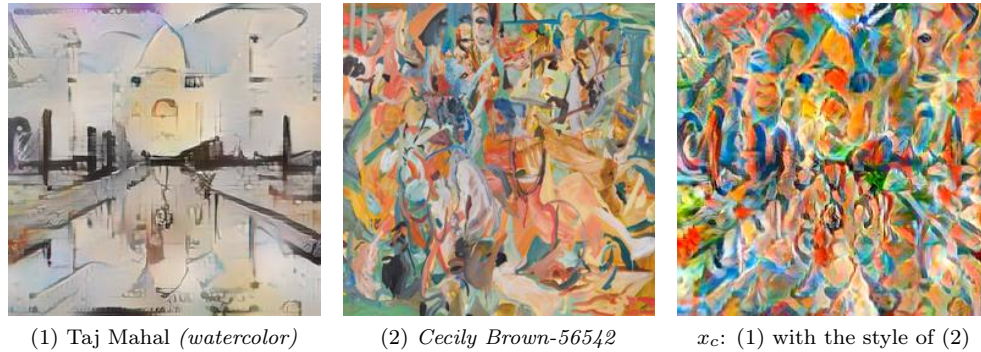 (1) Taj Mahal (watercolor)
(2) Cecily Brown-56542
x_c: (1) with the style of (2)